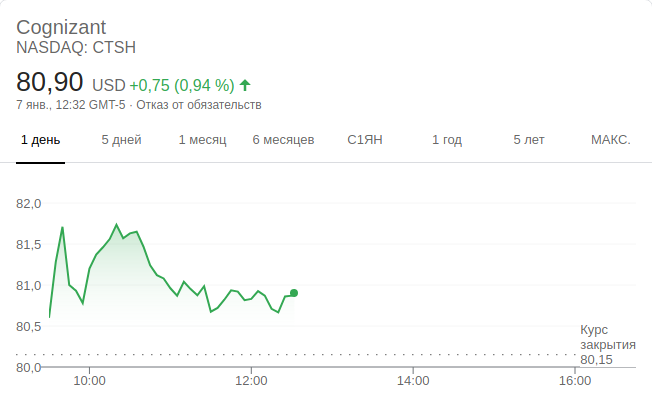 Cognizant
NASDAQ: CTSH
80,90 USD +0,75 (0,94 %)
7 янв., 12:32 GMT-5 · Отказ от обязательств
1 день 5 дней 1 месяц 6 месяцев С1ЯН 1 год 5 лет МАКС.
82,0
81,5
81,0
80,5
80,0
Курс
закрытия
80,15
10:00 12:00 14:00 16:00